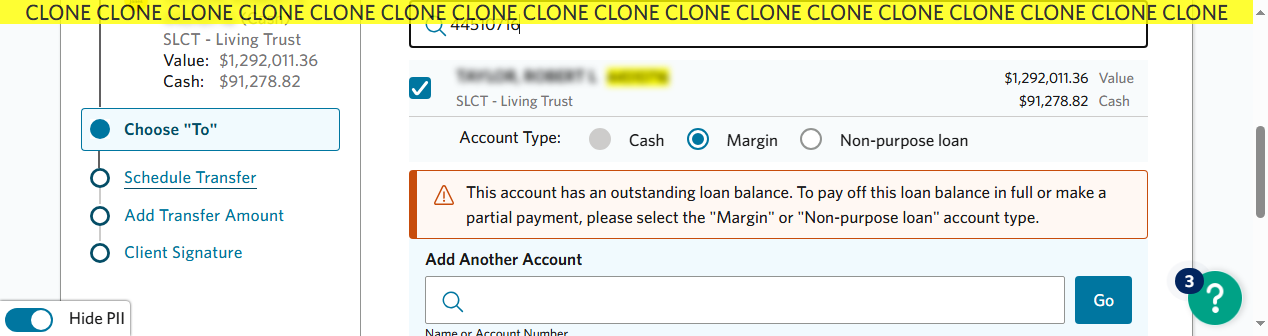 CLONE CLONE CLONE CLONE CLONE CLONE CLONE CLONE CLONE CLONE CLONE CLONE CLONE CLONE CLONE CLONE CLONE
SLCT - Living Trust
Value: $1,292,011.36
Cash: $91,278.82
Choose "To"
Schedule Transfer
Add Transfer Amount
Client Signature
Hide PII
$1,292,011.36 Value
SLCT - Living Trust
$91,278.82 Cash
Account Type:
Cash
Margin
Non-purpose loan
This account has an outstanding loan balance. To pay off this loan balance in full or make a
partial payment, please select the "Margin" or "Non-purpose loan" account type.
Add Another Account
Go
Name or Account Number
3
?